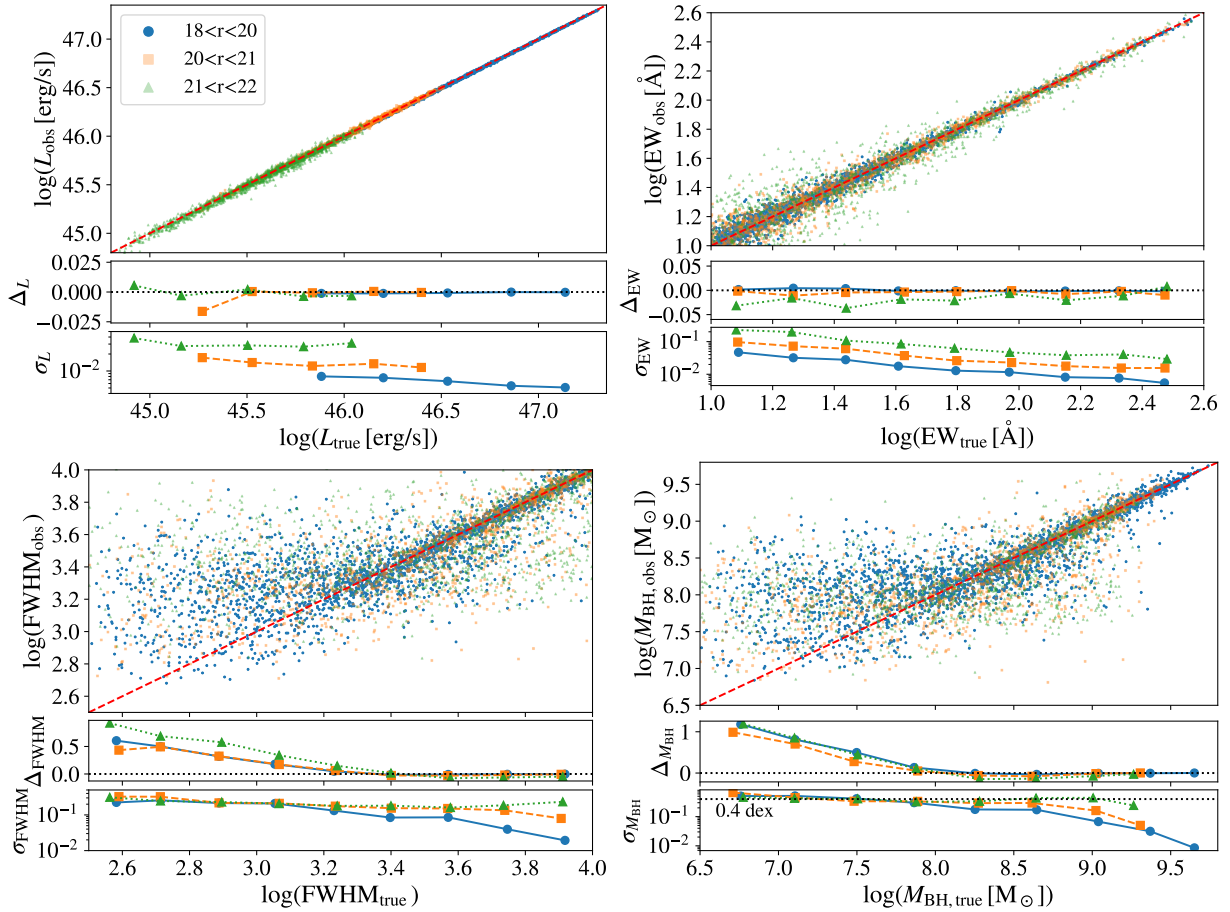 18<r<20
20<r<21
21<r<22
47.0
46.5
46.0
45.5
45.0
log(L_obs [erg/s])
0.025
0.000
−0.025
Δ_L
10^−2
σ_L
45.0 45.5 46.0 46.5 47.0
log(L_true [erg/s])
2.6
2.4
2.2
2.0
1.8
1.6
1.4
1.2
1.0
log(EW_obs [Å])
0.05
0.00
−0.05
Δ_EW
10^−1
10^−2
σ_EW
1.0 1.2 1.4 1.6 1.8 2.0 2.2 2.4 2.6
log(EW_true [Å])
4.0
3.8
3.6
3.4
3.2
3.0
2.8
2.6
log(FWHM_obs)
0.5
0.0
Δ_FWHM
10^−1
10^−2
σ_FWHM
2.6 2.8 3.0 3.2 3.4 3.6 3.8 4.0
log(FWHM_true)
9.5
9.0
8.5
8.0
7.5
7.0
6.5
log(M_BH, obs [M_⊙])
1
0
Δ_M_BH
0.4 dex
10^−1
10^−2
σ_M_BH
6.5 7.0 7.5 8.0 8.5 9.0 9.5
log(M_BH, true [M_⊙])